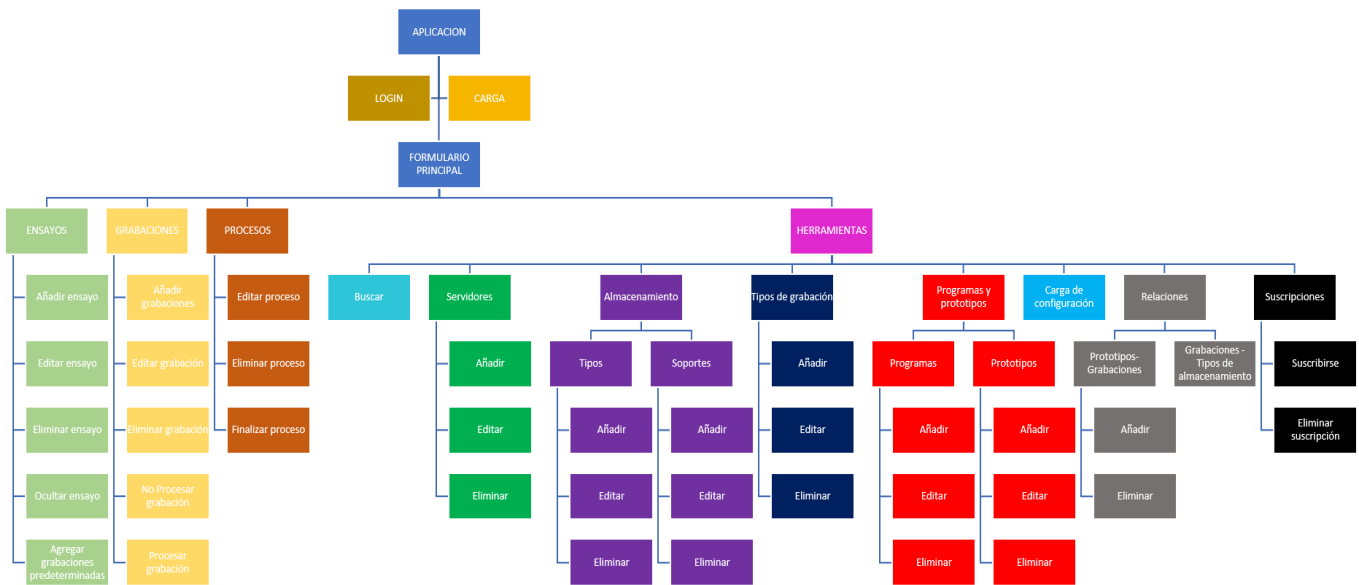 APLICACION
LOGIN
CARGA
FORMULARIO
PRINCIPAL
ENSAYOS
GRABACIONES
PROCESOS
HERRAMIENTAS
Añadir ensayo
Añadir
grabaciones
Editar proceso
Buscar
Servidores
Almacenamiento
Tipos de grabación
Programas y
prototipos
Carga de
configuración
Relaciones
Suscripciones
Editar ensayo
Editar grabación
Eliminar proceso
Añadir
Tipos
Soportes
Añadir
Programas
Prototipos
Prototipos-
Grabaciones
Grabaciones -
Tipos de
almacenamiento
Suscribirse
Eliminar ensayo
Eliminar grabación
Finalizar proceso
Editar
Añadir
Añadir
Editar
Añadir
Añadir
Añadir
Eliminar
suscripción
Ocultar ensayo
No Procesar
grabación
Eliminar
Editar
Editar
Eliminar
Editar
Editar
Eliminar
Agregar
grabaciones
predeterminadas
Procesar
grabación
Eliminar
Eliminar
Eliminar
Eliminar